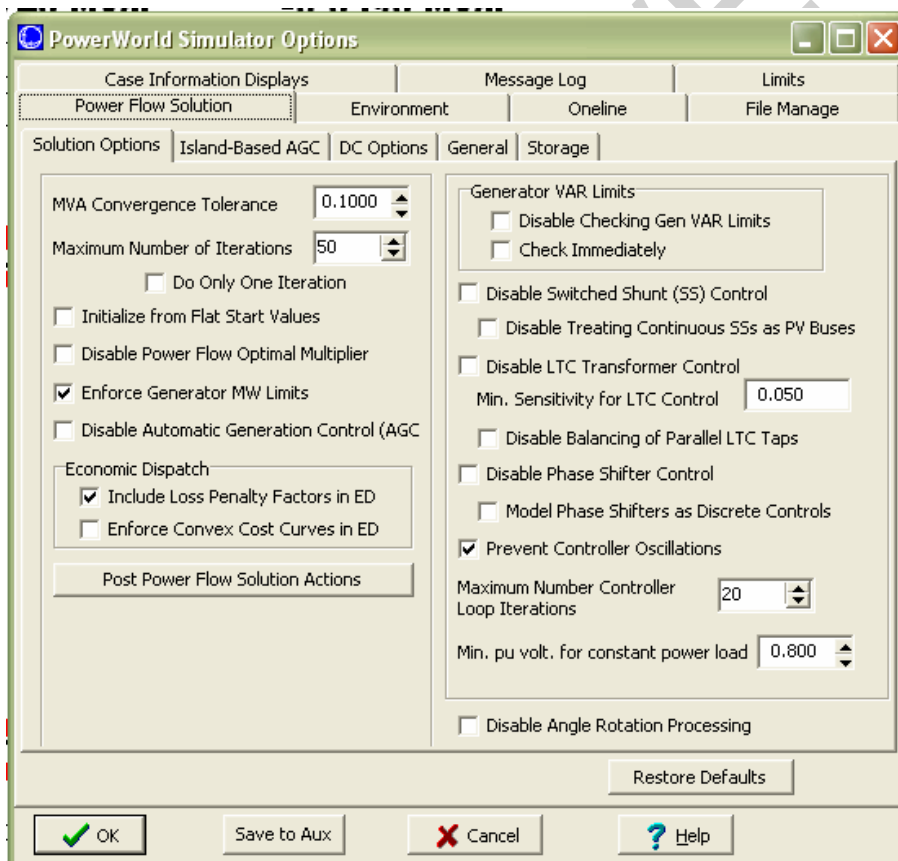 PowerWorld Simulator Options
Case Information Displays
Message Log
Limits
Power Flow Solution
Environment
Oneline
File Manage
Solution Options
Island-Based AGC
DC Options
General
Storage
MVA Convergence Tolerance 0.1000
Maximum Number of Iterations 50
Do Only One Iteration
Initialize from Flat Start Values
Disable Power Flow Optimal Multiplier
Enforce Generator MW Limits
Disable Automatic Generation Control (AGC
Economic Dispatch
Include Loss Penalty Factors in ED
Enforce Convex Cost Curves in ED
Post Power Flow Solution Actions
Generator VAR Limits
Disable Checking Gen VAR Limits
Check Immediately
Disable Switched Shunt (SS) Control
Disable Treating Continuous SSs as PV Buses
Disable LTC Transformer Control
Min. Sensitivity for LTC Control 0.050
Disable Balancing of Parallel LTC Taps
Disable Phase Shifter Control
Model Phase Shifters as Discrete Controls
Prevent Controller Oscillations
Maximum Number Controller
Loop Iterations 20
Min. pu volt. for constant power load 0.800
Disable Angle Rotation Processing
Restore Defaults
OK
Save to Aux
Cancel
? Help